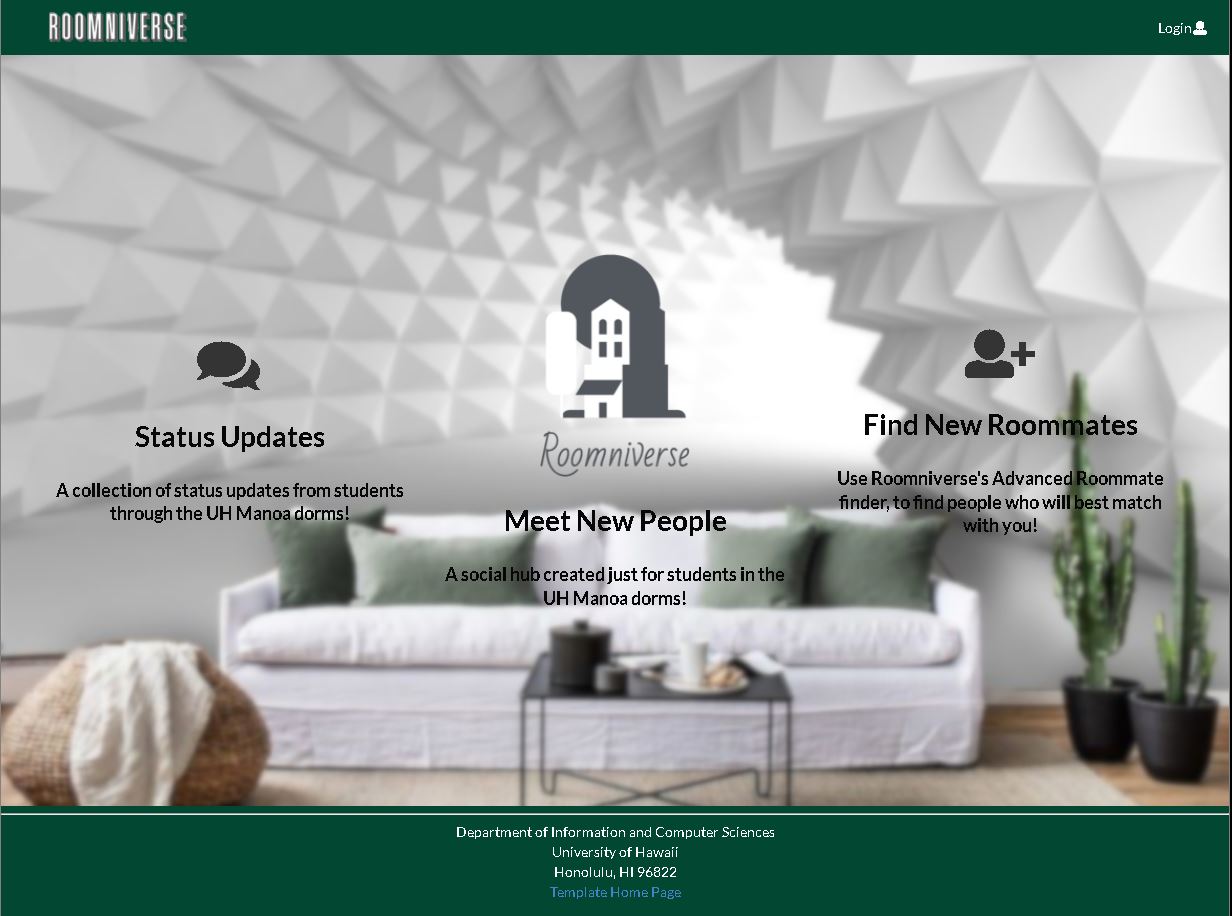 ROOMNIVERSE
Login
Roomniverse
Status Updates
A collection of status updates from students
through the UH Manoa dorms!
Meet New People
A social hub created just for students in the
UH Manoa dorms!
Find New Roommates
Use Roomniverse's Advanced Roommate
finder, to find people who will best match
with you!
Department of Information and Computer Sciences
University of Hawaii
Honolulu, HI 96822
Template Home Page